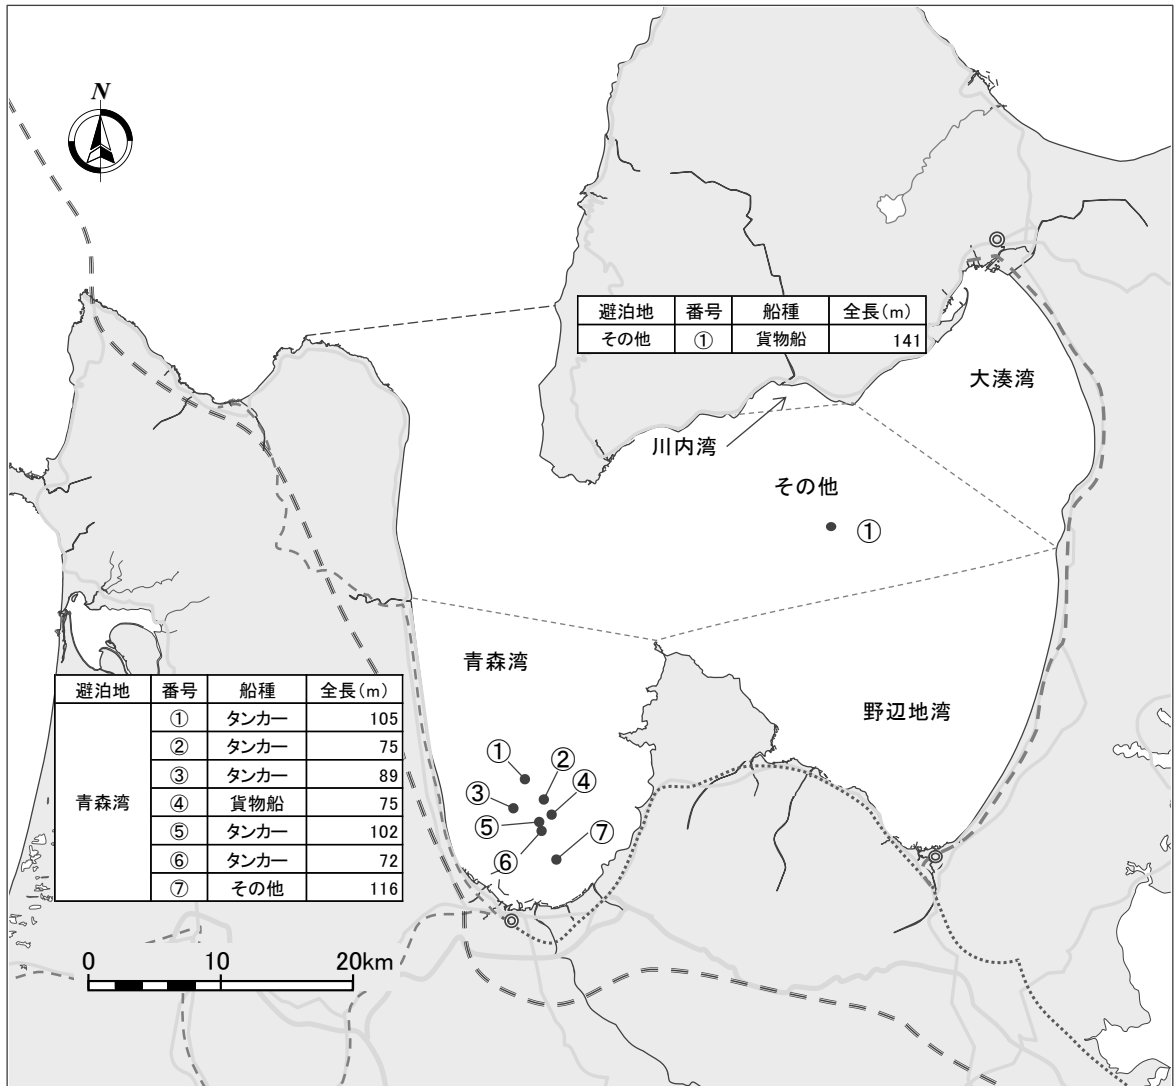 N
避泊地 番号 船種 全長(m)
その他 ① 貨物船 141
大湊湾
川内湾
その他
①
青森湾
野辺地湾
避泊地 番号 船種 全長(m)
青森湾 ① タンカー 105
② タンカー 75
③ タンカー 89
④ 貨物船 75
⑤ タンカー 102
⑥ タンカー 72
⑦ その他 116
①
②
③
④
⑤
⑥
⑦
0 10 20km